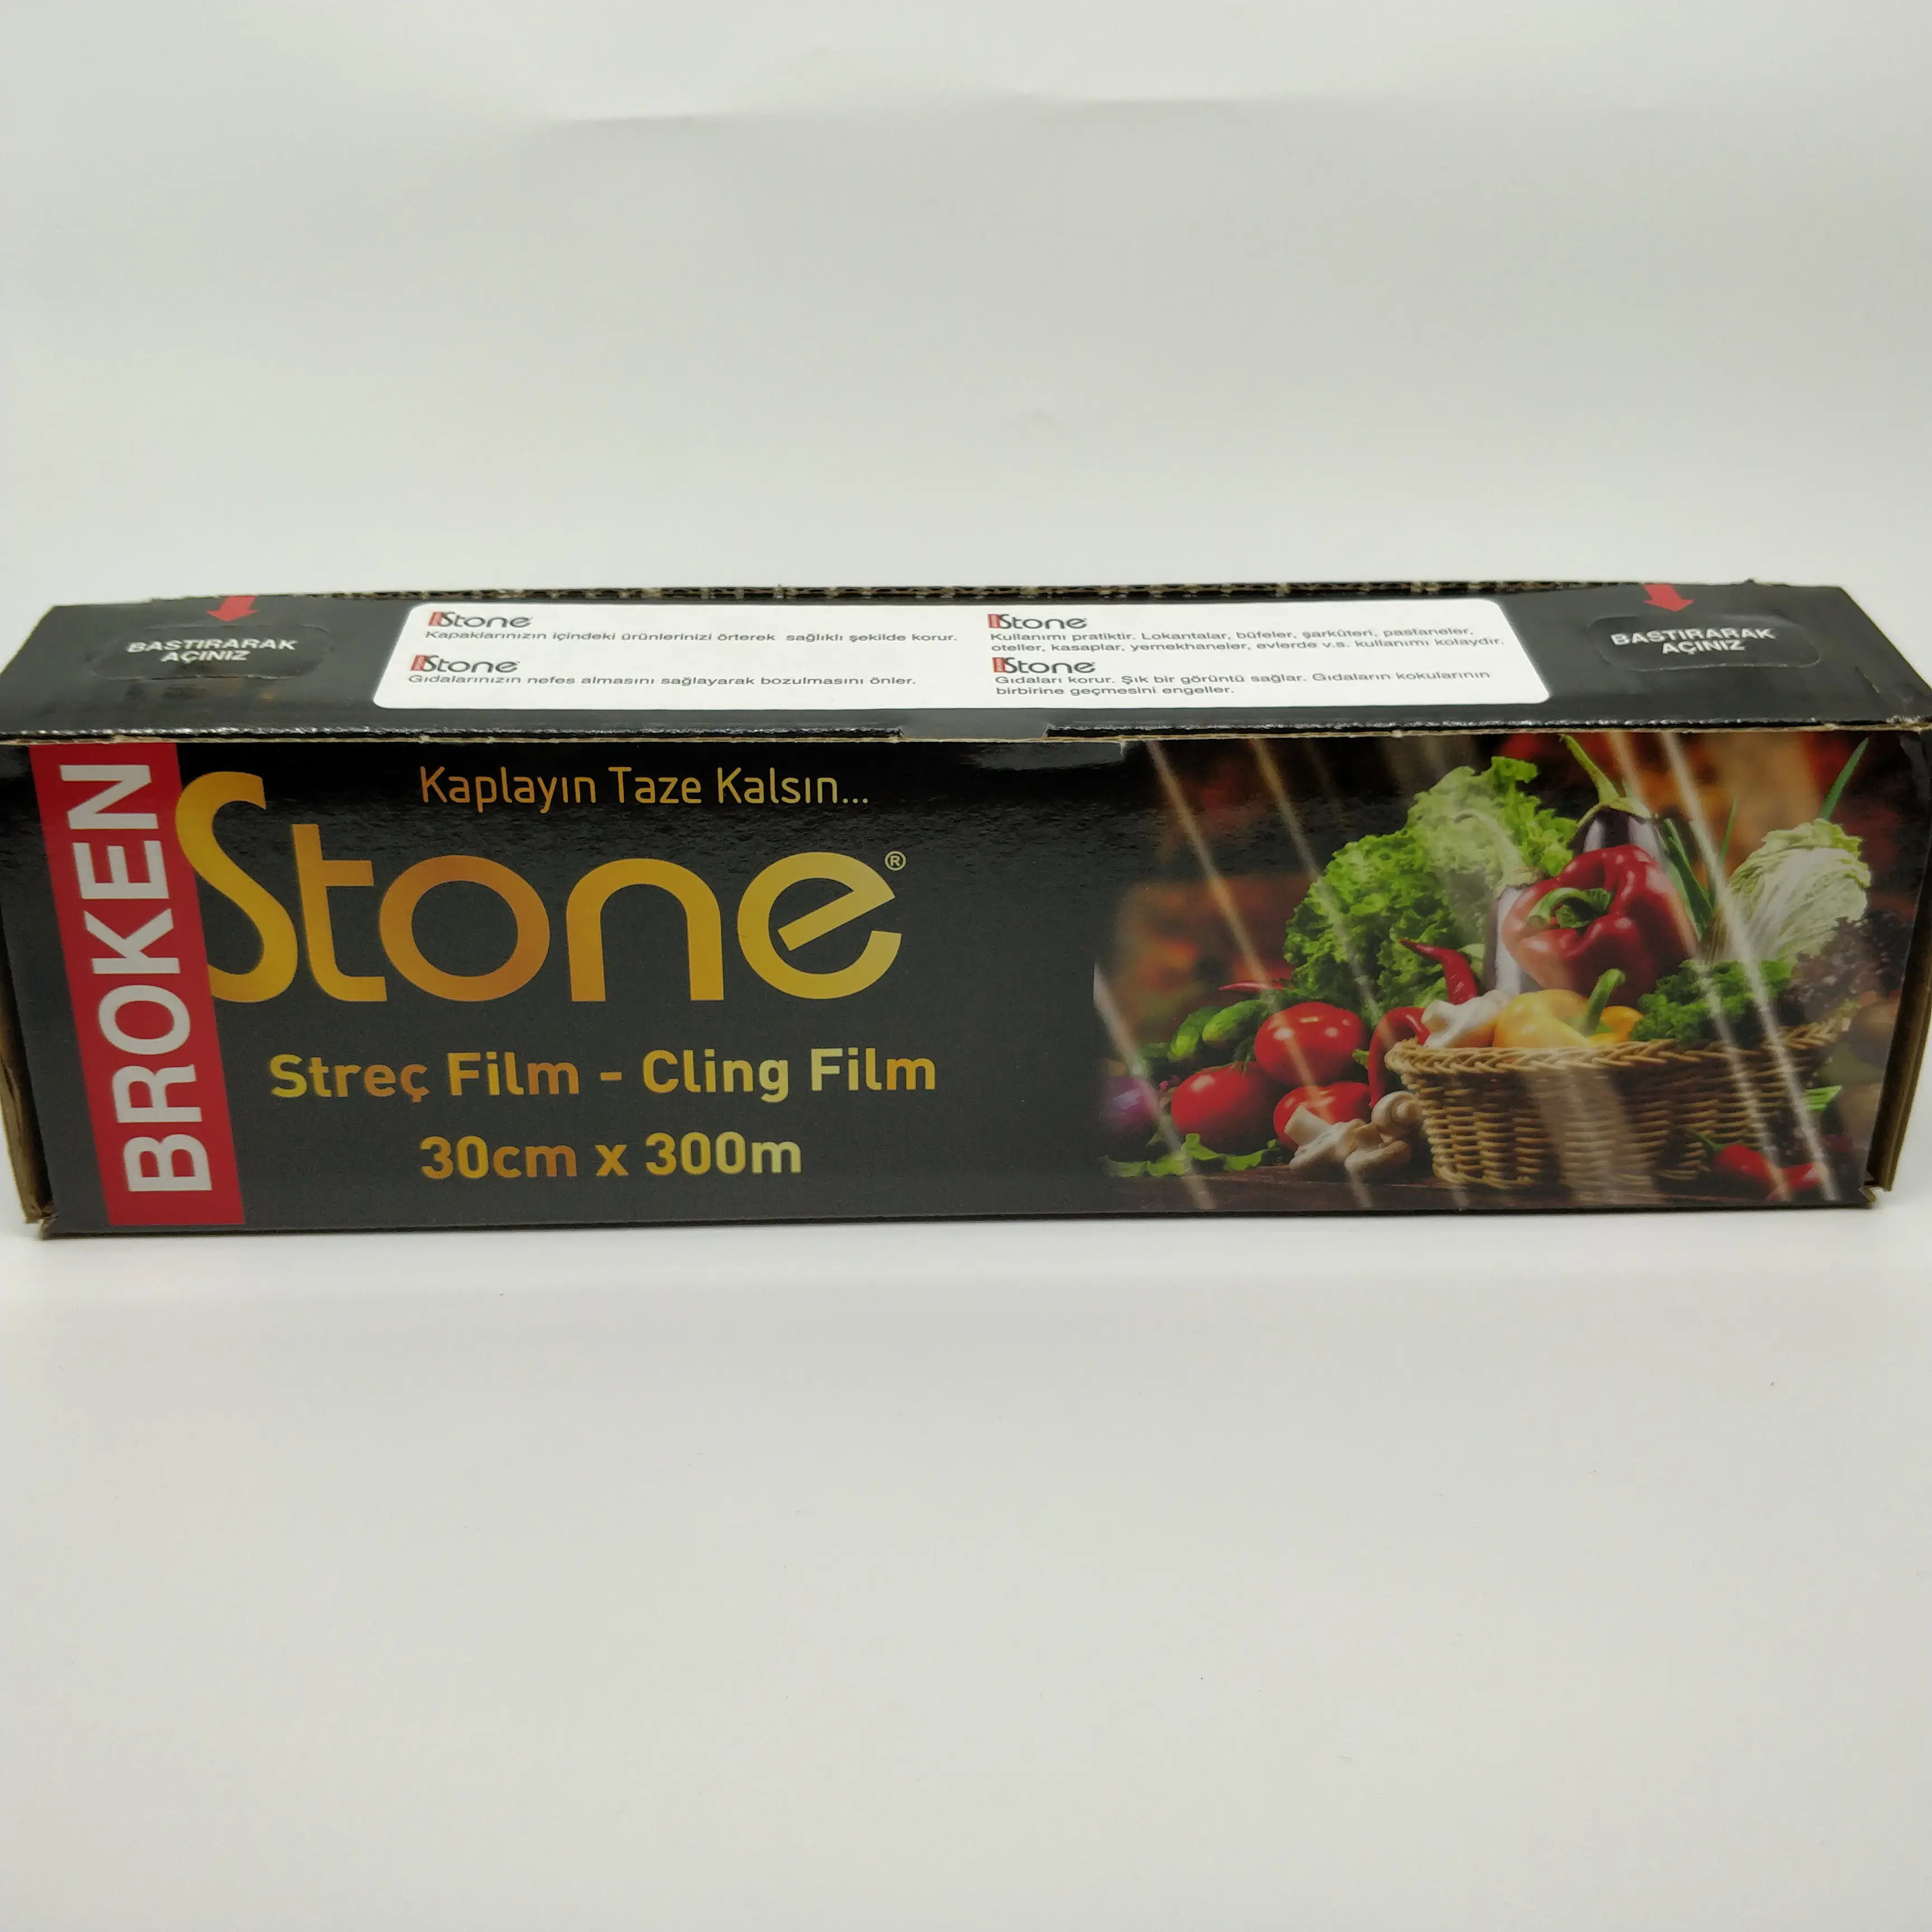 BASTIRARAK
AÇINIZ
Stone
Kapaklarınızın içindeki ürünlerinizi örterek sağlıklı şekilde korur.
Stone
Gıdalarınızın nefes almasını sağlayarak bozulmasını önler.
Stone
Kullanımı pratiktir. Lokantalar, büfeler, şarküteri, pastaneler,
oteller, kasaplar, yemekhaneler, evlerde v.s. kullanımı kolaydır.
Stone
Gıdaları korur. Şık bir görüntü sağlar. Gıdaların kokularının
birbirine geçmesini engeller.
BASTIRARAK
AÇINIZ
BROKEN
Kaplayın Taze Kalsın...
Stone®
Streç Film - Cling Film
30cm x 300m